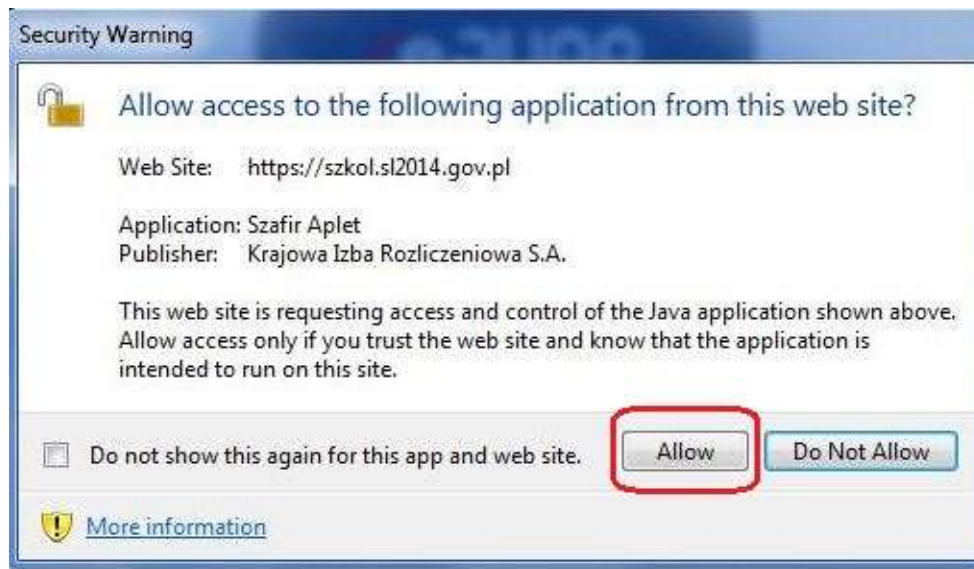 Security Warning
Allow access to the following application from this web site?
Web Site: https://szkol.sl2014.gov.pl
Application: Szafir Aplet
Publisher: Krajowa Izba Rozliczeniowa S.A.
This web site is requesting access and control of the Java application shown above.
Allow access only if you trust the web site and know that the application is
intended to run on this site.
Do not show this again for this app and web site. Allow Do Not Allow
More information